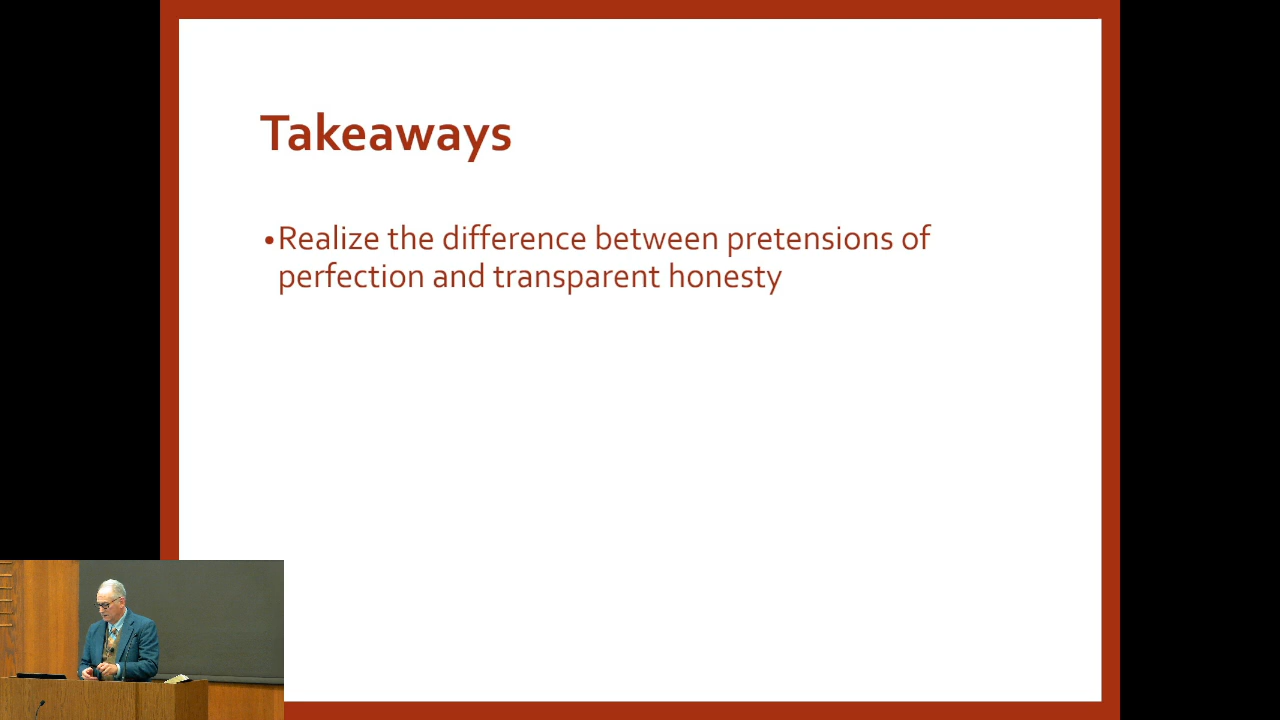 Takeaways
•Realize the difference between pretensions of
perfection and transparent honesty